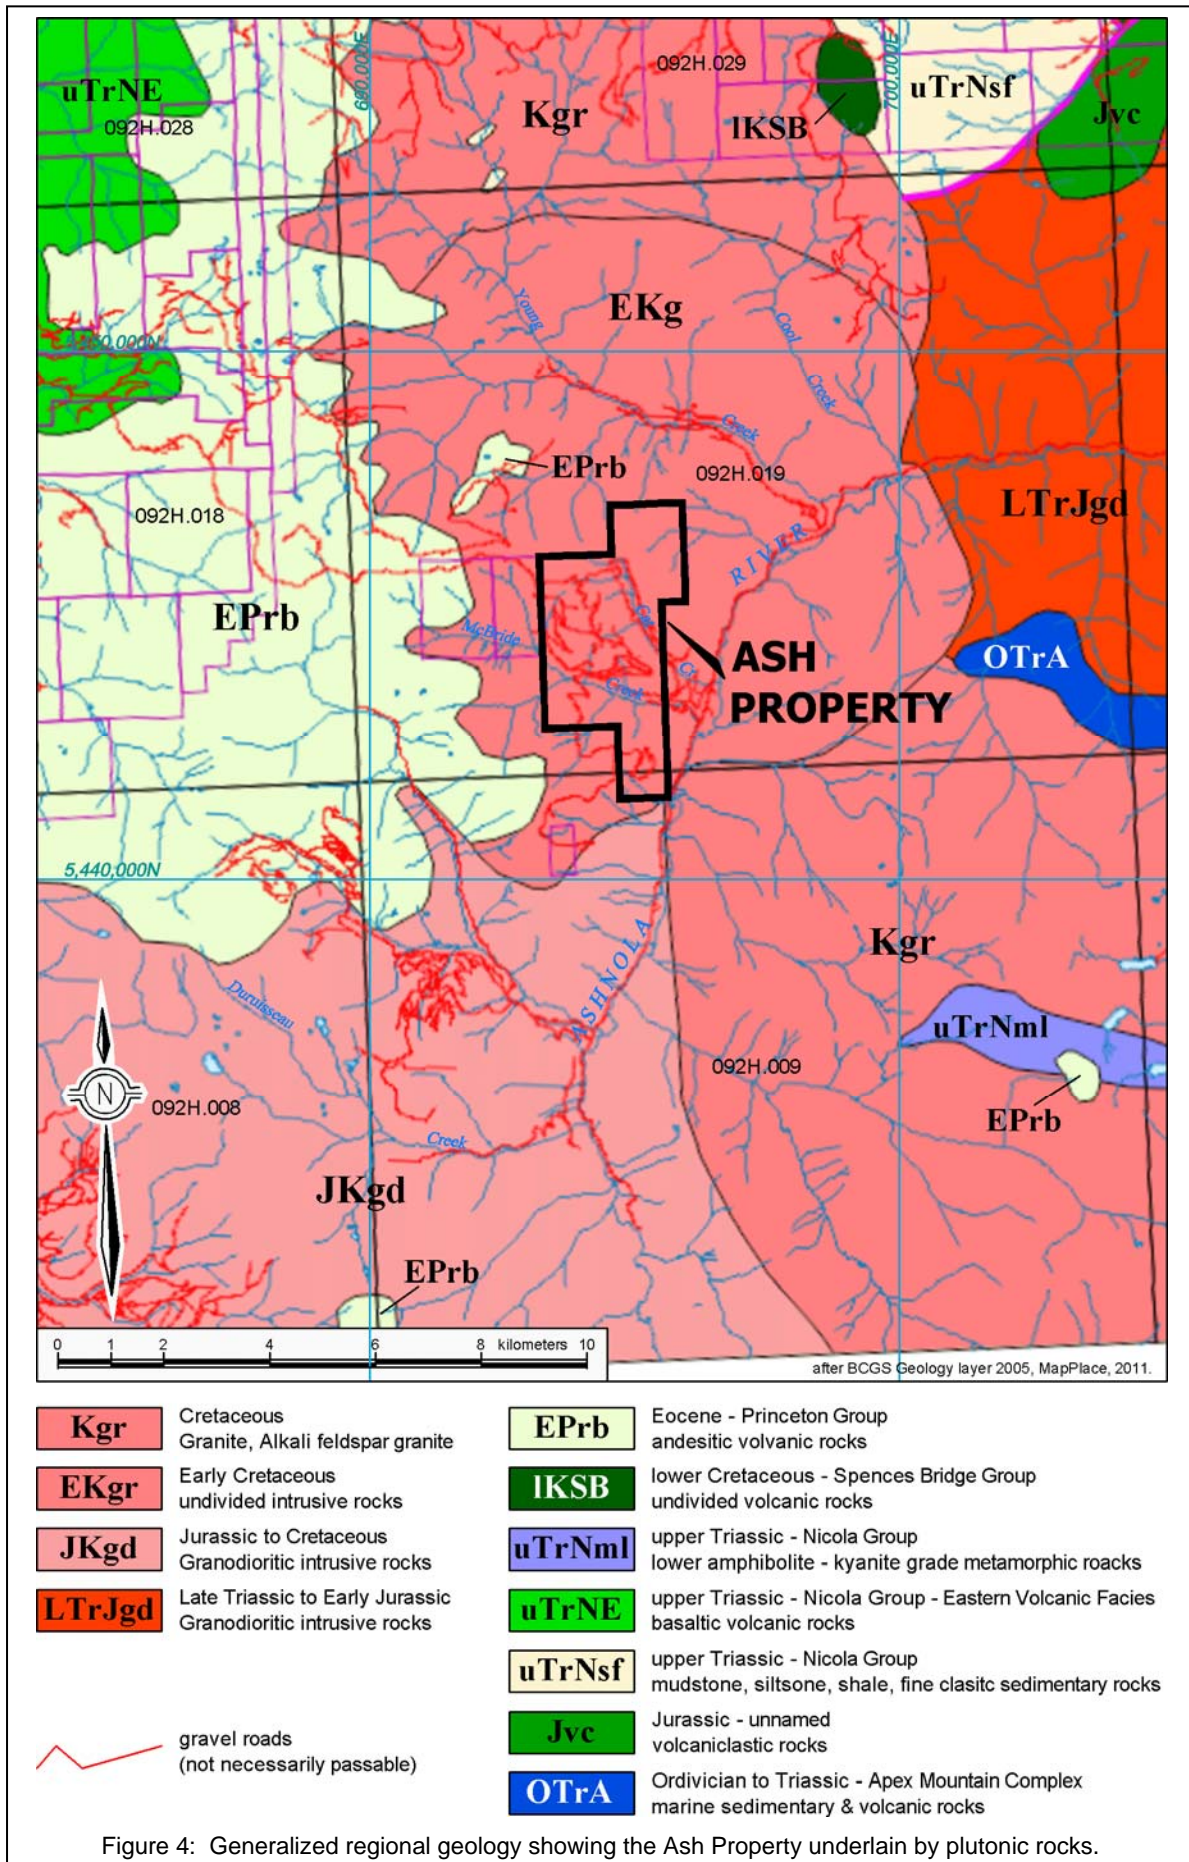 uTrNE
092H.028
690,000E
Kgr
092H.029
lKSB
700,000E
uTrNsf
Jvc
EKg
Young
Cool
Creek
Creek
EPrb
092H.019
092H.018
LTrJgd
RIVER
EPrb
McBride
Cat
Cr.
Creek
ASH
PROPERTY
OTrA
5,440,000N
Kgr
ASHNOLA
Duruisseau
uTrNml
092H.009
EPrb
N
092H.008
Creek
JKgd
EPrb
0 1 2 4 6 8 kilometers 10
after BCGS Geology layer 2005, MapPlace, 2011.
Kgr
Cretaceous
Granite, Alkali feldspar granite
EKgr
Early Cretaceous
undivided intrusive rocks
JKgd
Jurassic to Cretaceous
Granodioritic intrusive rocks
LTrJgd
Late Triassic to Early Jurassic
Granodioritic intrusive rocks
gravel roads
(not necessarily passable)
EPrb
Eocene - Princeton Group
andesitic volvanic rocks
lKSB
lower Cretaceous - Spences Bridge Group
undivided volcanic rocks
uTrNml
upper Triassic - Nicola Group
lower amphibolite - kyanite grade metamorphic roacks
uTrNE
upper Triassic - Nicola Group - Eastern Volcanic Facies
basaltic volcanic rocks
uTrNsf
upper Triassic - Nicola Group
mudstone, siltsone, shale, fine clasitc sedimentary rocks
Jvc
Jurassic - unnamed
volcaniclastic rocks
OTrA
Ordivician to Triassic - Apex Mountain Complex
marine sedimentary & volcanic rocks
Figure 4: Generalized regional geology showing the Ash Property underlain by plutonic rocks.